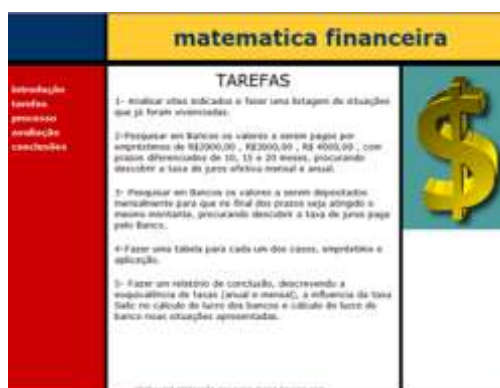 matematica financeira
introdução
tarefas
processo
avaliação
conclusões
TAREFAS
1- Analisar sites indicados e fazer uma listagem de situações
que já foram vivenciadas.
2-Pesquisar em Bancos os valores a serem pagos por
empréstimos de R$2000,00 , R$3000,00 , R$ 4000,00 , com
prazos diferenciados de 10, 15 e 20 meses, procurando
descobrir a taxa de juros efetiva mensal e anual.
3- Pesquisar em Bancos os valores a serem depositados
mensalmente para que no final dos prazos seja atingido o
mesmo montante, procurando descobrir a taxa de juros paga
pelo Banco.
4-Fazer uma tabela para cada um dos casos, empréstimo e
aplicação.
5- Fazer um relatório de conclusão, descrevendo a
equivalência de taxas (anual e mensal), a influencia da taxa
Selic no cálculo do lucro dos bancos e cálculo do lucro do
banco nas situações apresentadas.